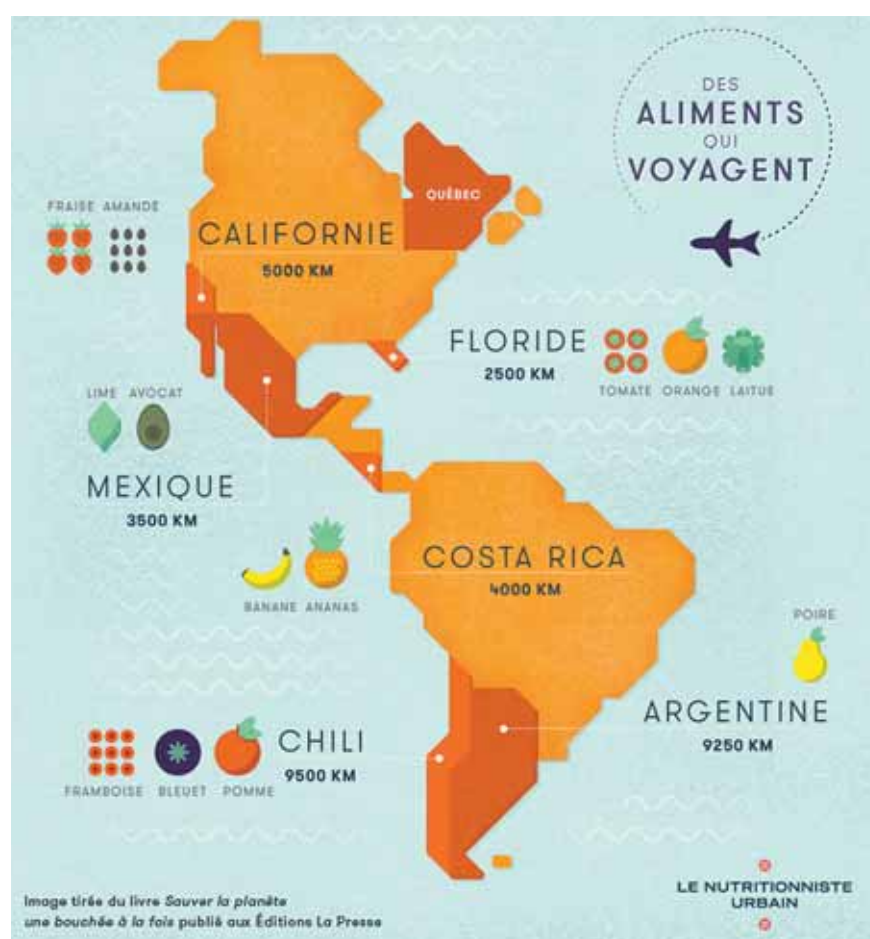 DES
ALIMENTS
QUI
VOYAGENT
QUÉBEC
FRAISE AMANDE
CALIFORNIE
5000 KM
FLORIDE
2500 KM
TOMATE ORANGE LAITUE
LIME AVOCAT
MEXIQUE
3500 KM
COSTA RICA
4000 KM
BANANE ANANAS
POIRE
ARGENTINE
9250 KM
CHILI
9500 KM
FRAMBOISE BLEUET POMME
Image tirée du livre Sauver la planète
une bouchée à la fois publié aux Éditions La Presse
LE NUTRITIONNISTE
URBAIN